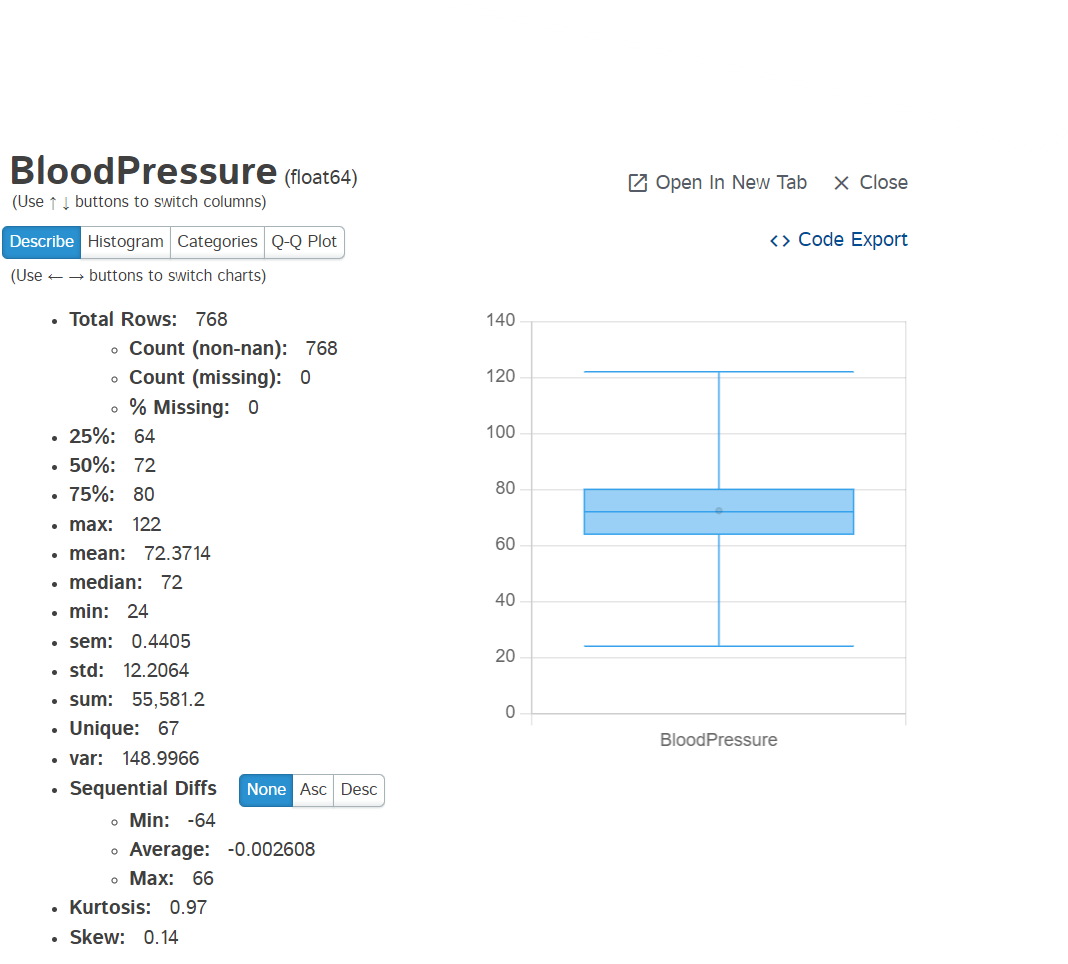 BloodPressure (float64)
(Use ↑ ↓ buttons to switch columns)
Open In New Tab
Close
Describe
Histogram
Categories
Q-Q Plot
Code Export
(Use ← → buttons to switch charts)
Total Rows: 768
Count (non-nan): 768
Count (missing): 0
% Missing: 0
25%: 64
50%: 72
75%: 80
max: 122
mean: 72.3714
median: 72
min: 24
sem: 0.4405
std: 12.2064
sum: 55,581.2
Unique: 67
var: 148.9966
Sequential Diffs None Asc Desc
Min: -64
Average: -0.002608
Max: 66
Kurtosis: 0.97
Skew: 0.14
140
120
100
80
60
40
20
0
BloodPressure